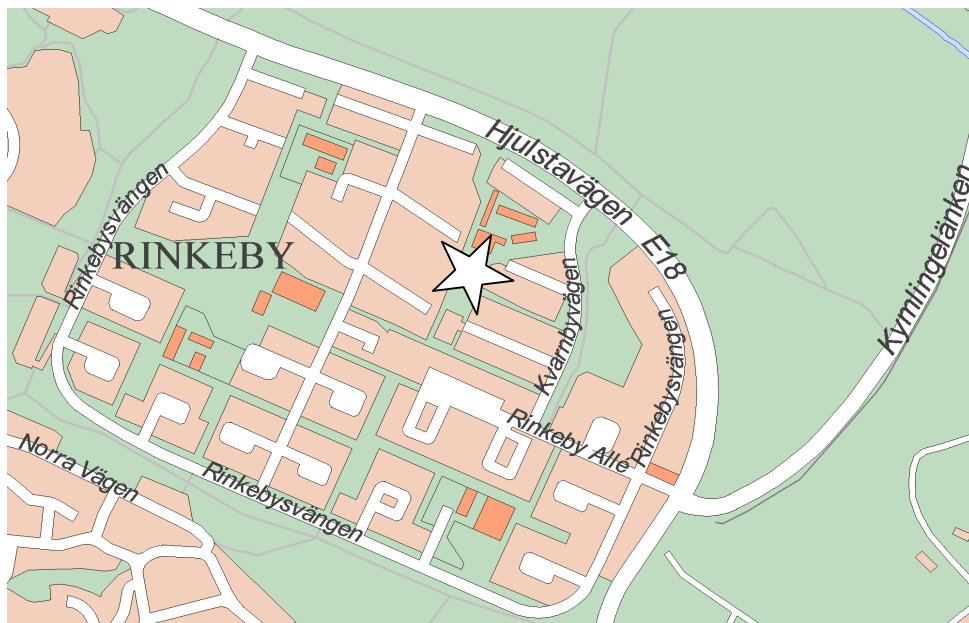 Hjulstavägen E18
Kymlingelänken
Rinkebysvängen
RINKEBY
Kvarnbyvägen
Rinkebysvängen
Rinkeby Allé
Norra Vägen
Rinkebysvängen